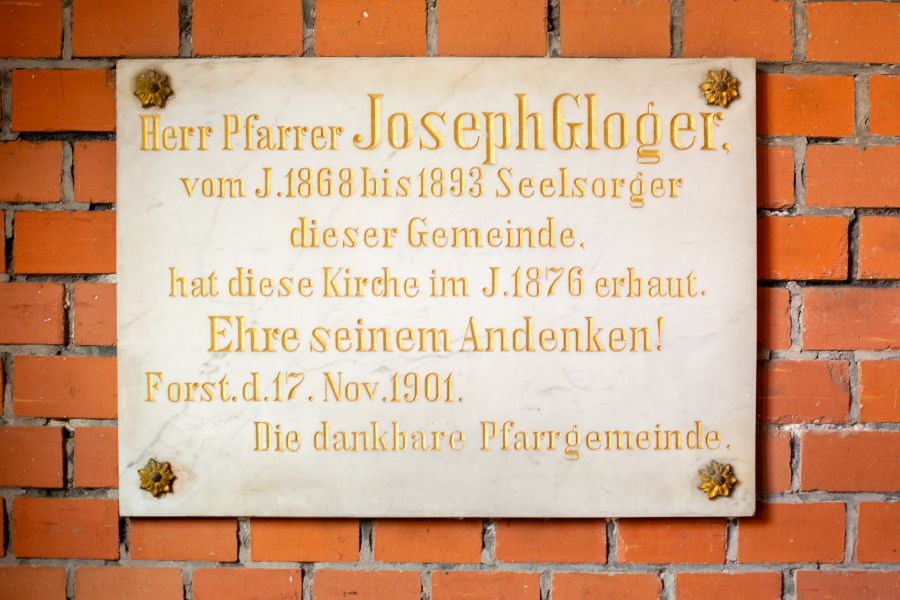 Herr Pfarrer Joseph Gloger,
vom J.1868 bis 1893 Seelsorger
dieser Gemeinde,
hat diese Kirche im J.1876 erbaut.
Ehre seinem Andenken!
Forst.d.17.Nov.1901.
Die dankbare Pfarrgemeinde.